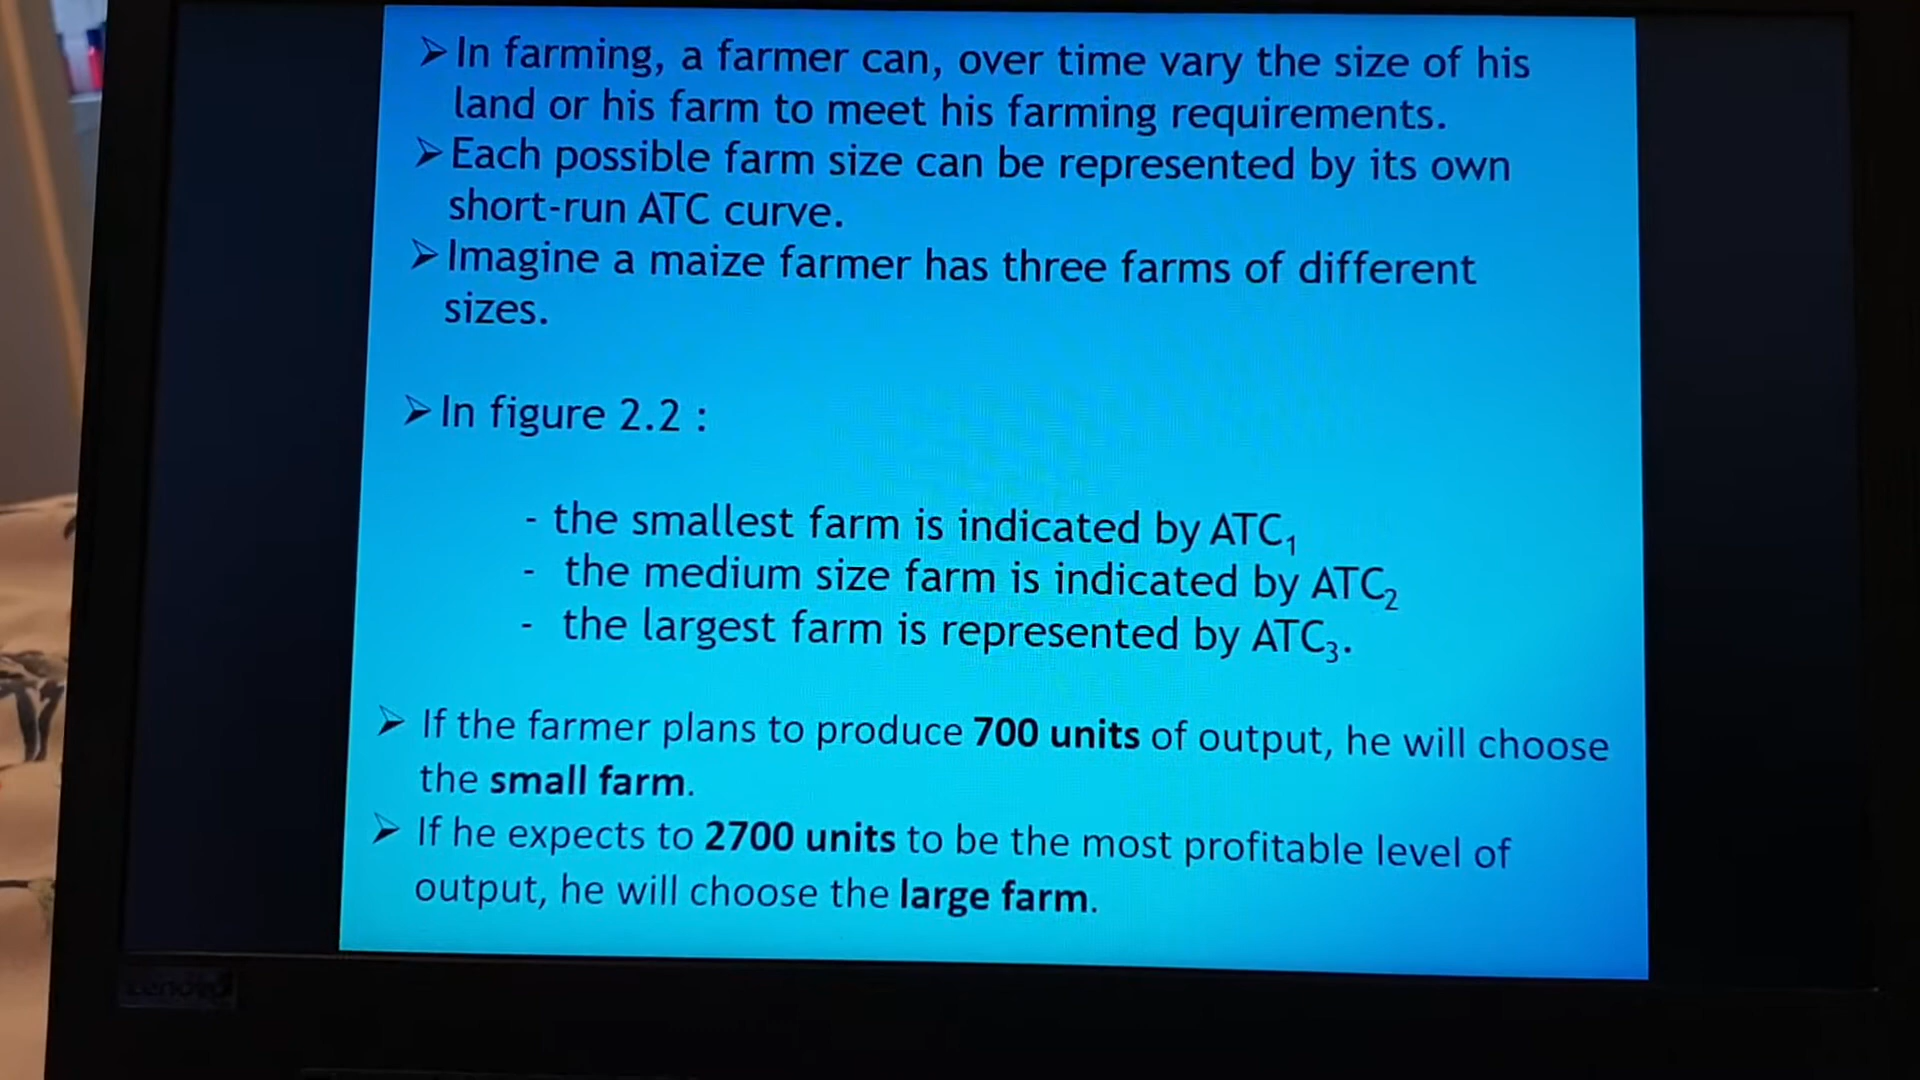 ➢ In farming, a farmer can, over time vary the size of his
land or his farm to meet his farming requirements.
➢ Each possible farm size can be represented by its own
short-run ATC curve.
➢ Imagine a maize farmer has three farms of different
sizes.
➢ In figure 2.2 :
- the smallest farm is indicated by ATC₁
- the medium size farm is indicated by ATC₂
- the largest farm is represented by ATC₃.
➢ If the farmer plans to produce 700 units of output, he will choose
the small farm.
➢ If he expects to 2700 units to be the most profitable level of
output, he will choose the large farm.
Lenovo